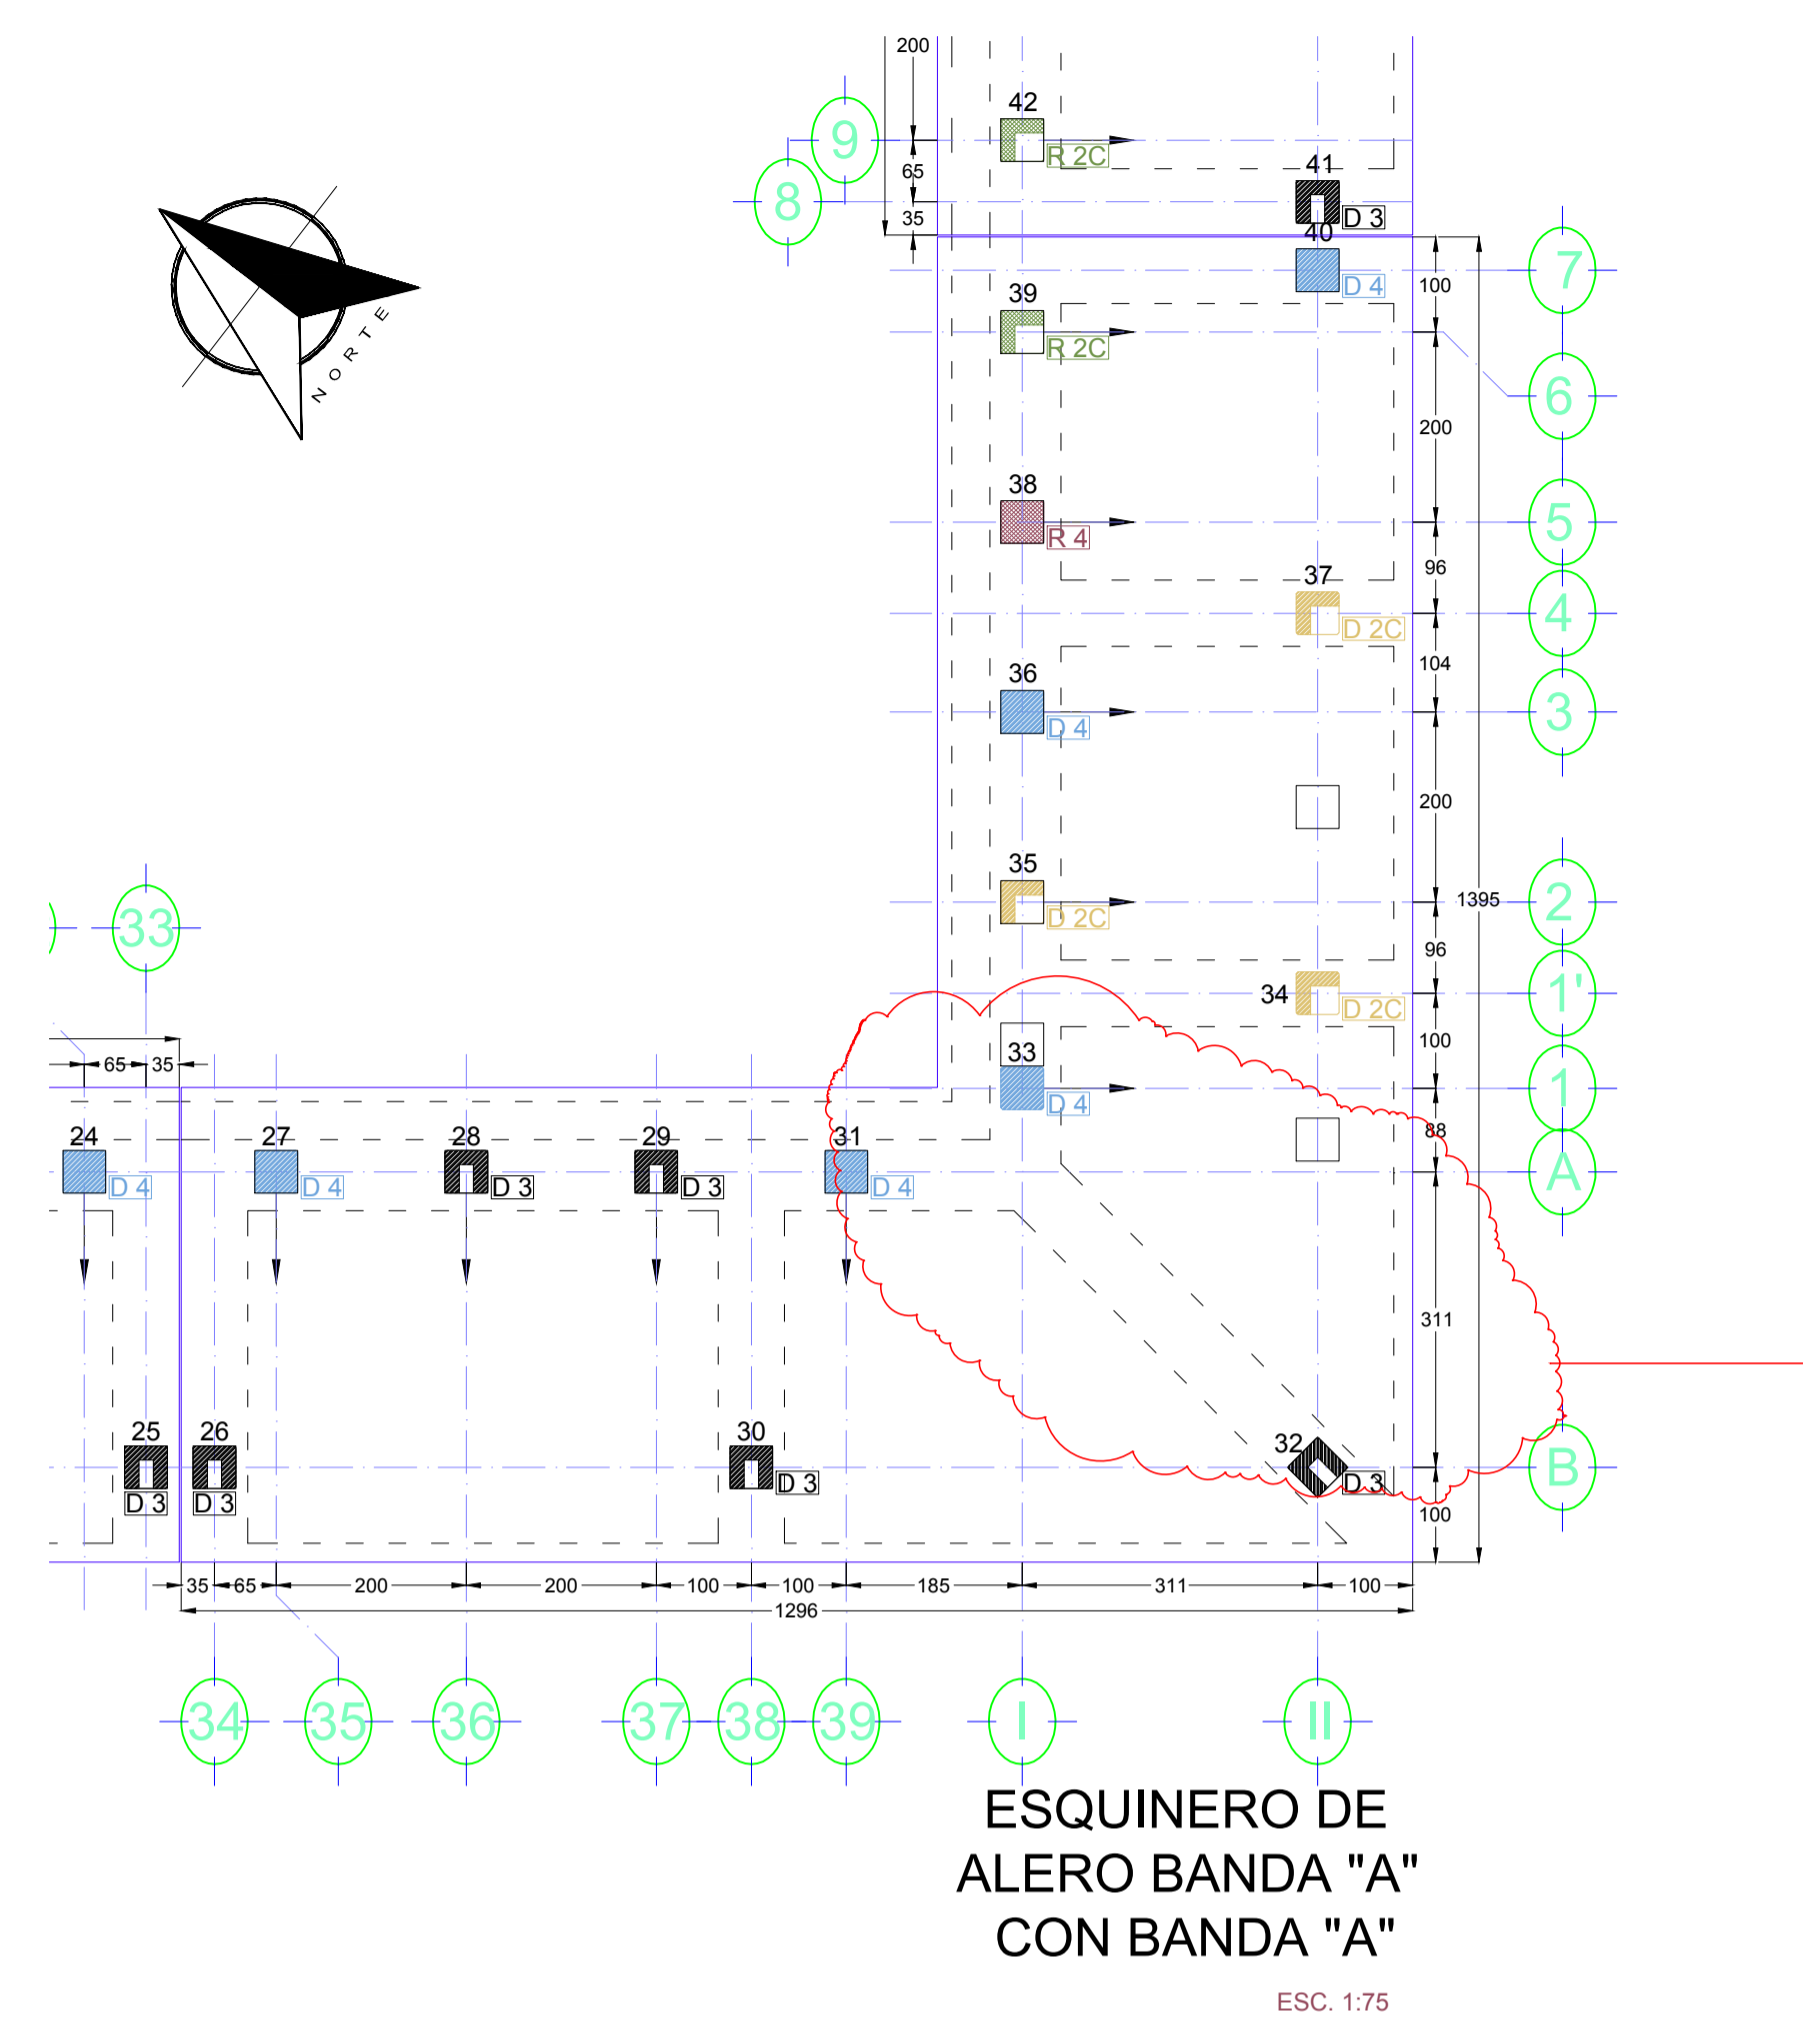 200
42
9
R 2C
65
41
8
35
D 3
40
7
100
D 4
NORTE
39
R 2C
6
200
38
5
R 4
96
37
4
D 2C
104
36
3
D 4
200
35
1395
2
D 2C
33
96
34
1'
D 2C
100
33
65
35
1
D 4
88
24
27
28
29
31
A
D 4
D 4
D 3
D 3
D 4
311
25
26
30
32
B
D 3
D 3
D 3
D 3
100
35
65
200
200
100
100
185
311
100
1296
34
35
36
37
38
39
I
II
ESQUINERO DE
ALERO BANDA "A"
CON BANDA "A"
ESC. 1:75